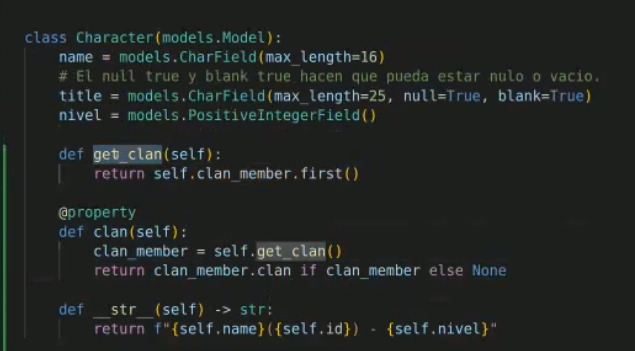 class Character(models.Model):
name = models.CharField(max_length=16)
# El null true y blank true hacen que pueda estar nulo o vacio.
title = models.CharField(max_length=25, null=True, blank=True)
nivel = models.PositiveIntegerField()
def get_clan(self):
return self.clan_member.first()
@property
def clan(self):
clan_member = self.get_clan()
return clan_member.clan if clan_member else None
def __str__(self) -> str:
return f"{self.name}({self.id}) - {self.nivel}"